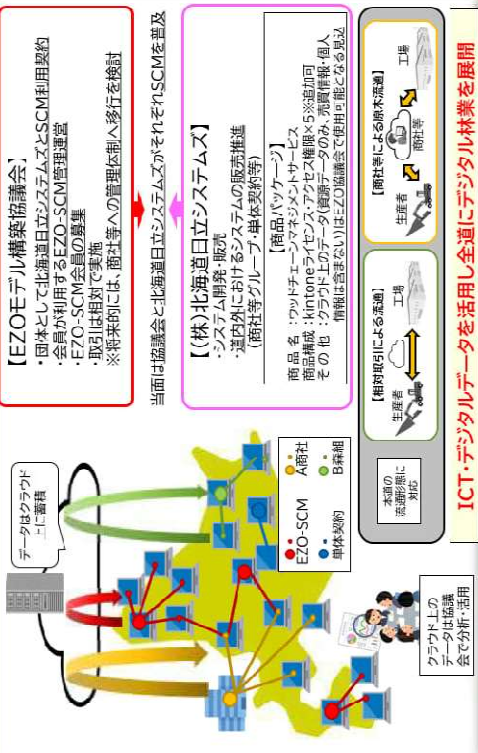 【EZOモデル構築協議会】
・団体として北海道日立システムズとSCM利用契約
・会員が利用するEZO-SCM管理運営
・EZO-SCM会員の募集
・取引は相対で実施
※将来的には、商社等への管理体制へ移行を検討
当面は協議会と北海道日立システムズがそれぞれSCMを普及
【(株)北海道日立システムズ】
・システム開発・販売
・道内外におけるシステムの販売推進
(商社等グループ・単体契約等)
【商品パッケージ】
商品名：ウッドチェーンマネジメントサービス
商品構成：kintoneライセンス・アクセス権限×5※追加可
その他：クラウド上のデータ(資源データのみ、売買情報・個人
情報は含まない)はEZO協議会で使用可能となる見込
データはクラウド
上に蓄積
EZO-SCM
A商社
単体契約
B森組
クラウド上の
データは協議
会で分析・活用
本道の
流通形態に
対応
【相対取引による流通】
生産者
工場
【商社等による原木流通】
生産者
商社等
工場
ICT・デジタルデータを活用し全道にデジタル林業を展開